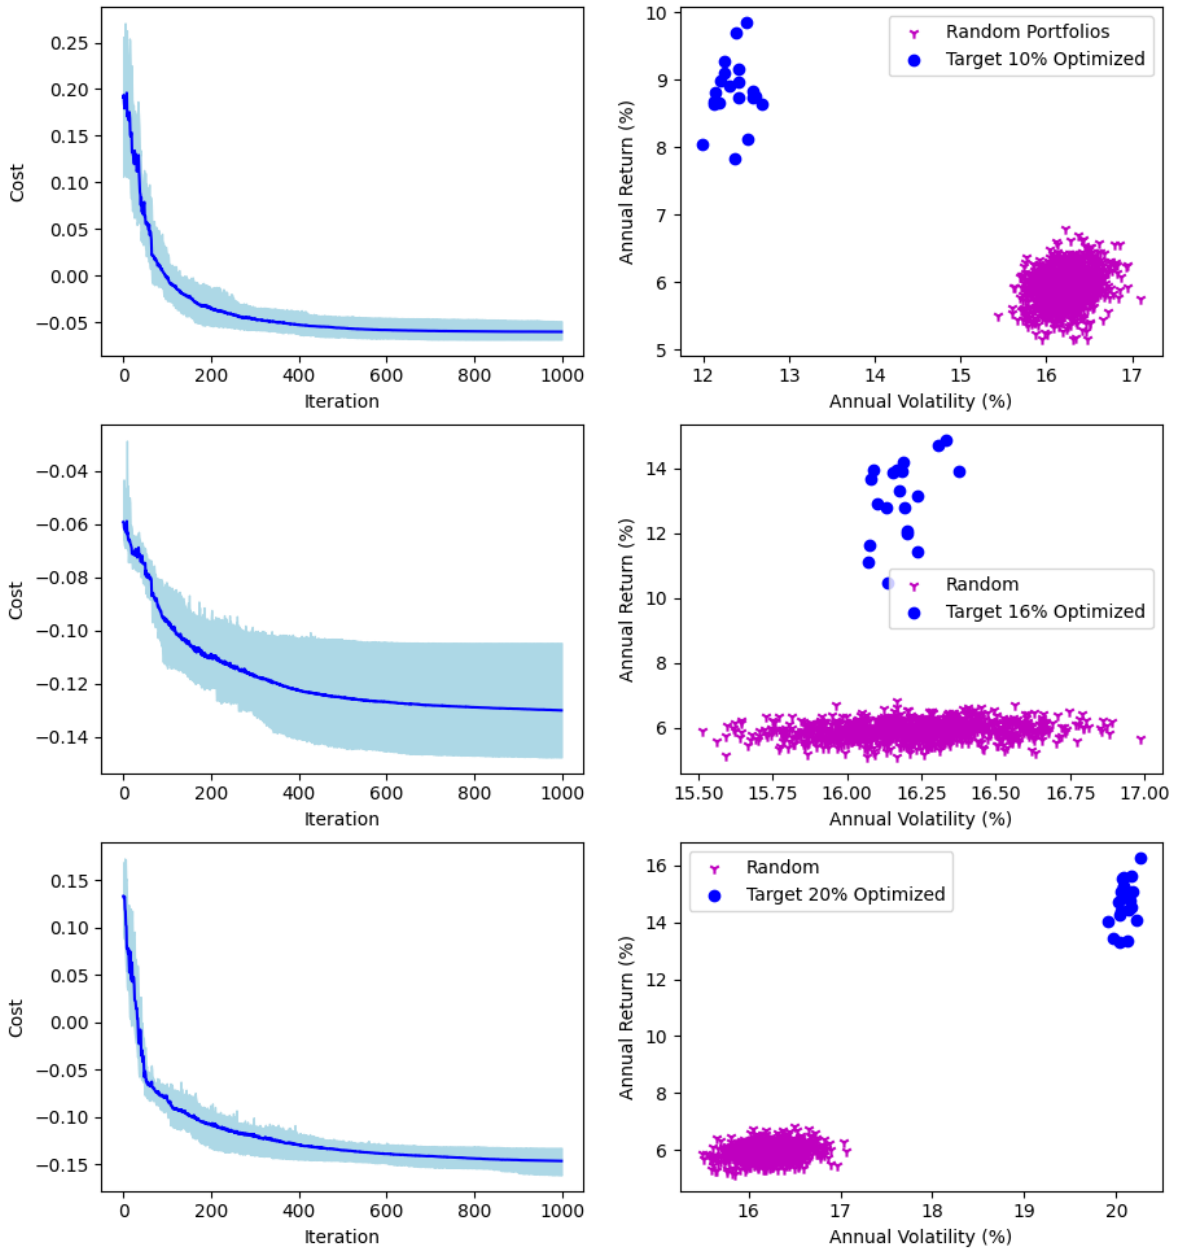 0.25
0.20
0.15
0.10
0.05
0.00
−0.05
Cost
0 200 400 600 800 1000
Iteration
10
9
8
7
6
5
Annual Return (%)
Random Portfolios
Target 10% Optimized
12 13 14 15 16 17
Annual Volatility (%)
−0.04
−0.06
−0.08
−0.10
−0.12
−0.14
Cost
0 200 400 600 800 1000
Iteration
14
12
10
8
6
Annual Return (%)
Random
Target 16% Optimized
15.50 15.75 16.00 16.25 16.50 16.75 17.00
Annual Volatility (%)
0.15
0.10
0.05
0.00
−0.05
−0.10
−0.15
Cost
0 200 400 600 800 1000
Iteration
16
14
12
10
8
6
Annual Return (%)
Random
Target 20% Optimized
16 17 18 19 20
Annual Volatility (%)